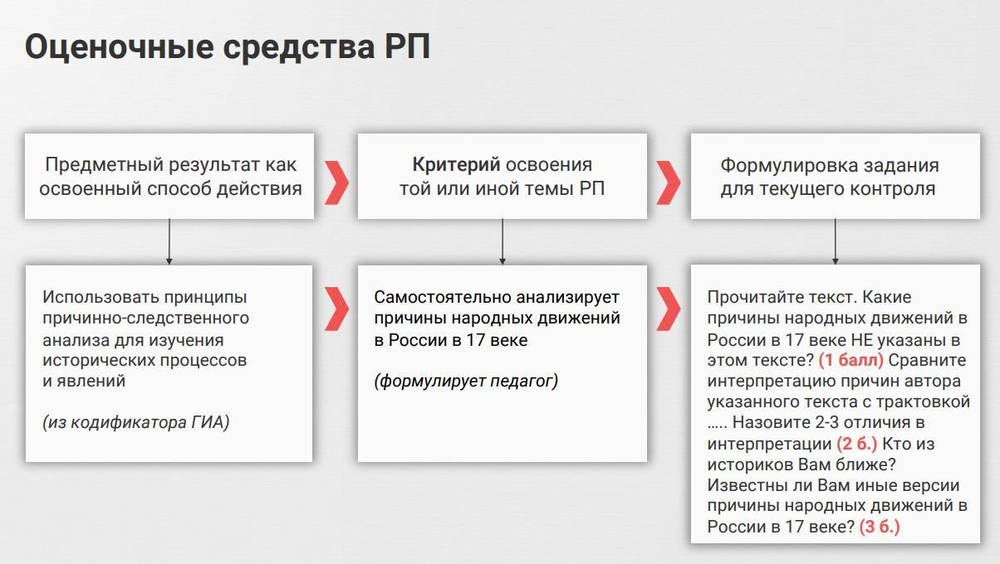 Оценочные средства РП
Предметный результат как
освоенный способ действия
Критерий освоения
той или иной темы РП
Формулировка задания
для текущего контроля
Использовать принципы
причинно-следственного
анализа для изучения
исторических процессов
и явлений
(из кодификатора ГИА)
Самостоятельно анализирует
причины народных движений
в России в 17 веке
(формулирует педагог)
Прочитайте текст. Какие
причины народных движений в
России в 17 веке НЕ указаны в
этом тексте? (1 балл) Сравните
интерпретацию причин автора
указанного текста с трактовкой
….. Назовите 2-3 отличия в
интерпретации (2 б.) Кто из
историков Вам ближе?
Известны ли Вам иные версии
причины народных движений в
России в 17 веке? (3 б.)